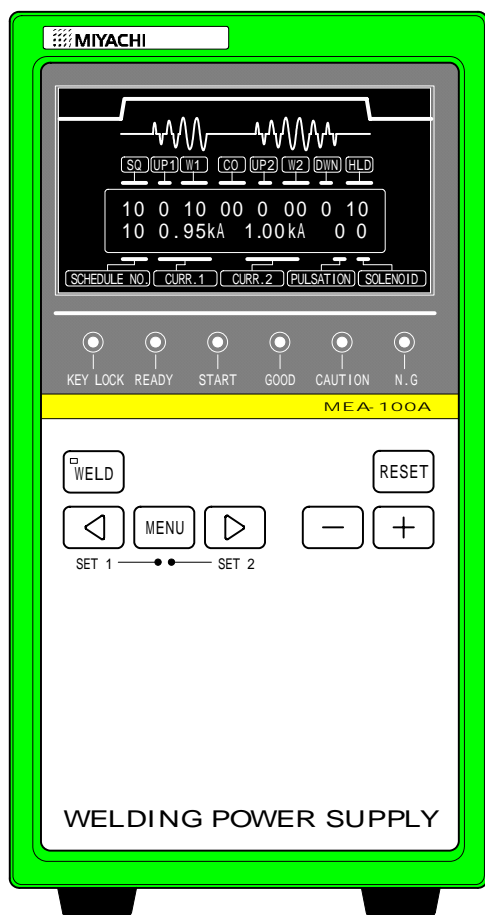 MIYACHI
SQ UP1 W1 CO UP2 W2 DWN HLD
10 0 10 00 0 00 0 10
10 0.95kA 1.00kA 0 0
SCHEDULE NO. CURR.1 CURR.2 PULSATION SOLENOID
KEY LOCK READY START GOOD CAUTION N.G
MEA-100A
WELD RESET
MENU − +
SET 1 SET 2
WELDING POWER SUPPLY